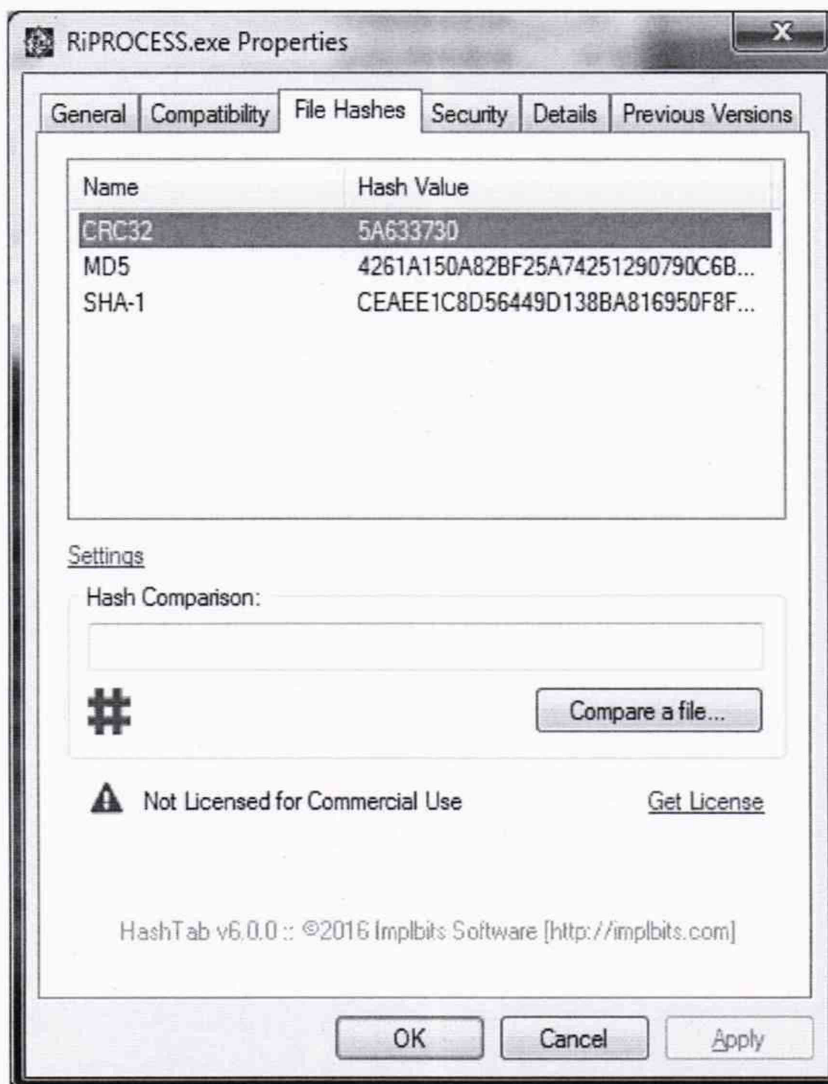 RiPROCESS.exe Properties
X
General Compatibility File Hashes Security Details Previous Versions
Name Hash Value
CRC32 5A633730
MD5 4261A150A82BF25A74251290790C6B...
SHA-1 CEAEE1C8D56449D138BA816950F8F...
Settings
Hash Comparison:
#
Compare a file...
Not Licensed for Commercial Use Get License
HashTab v6.0.0 :: ©2016 Implbits Software [http://implbits.com]
OK Cancel Apply